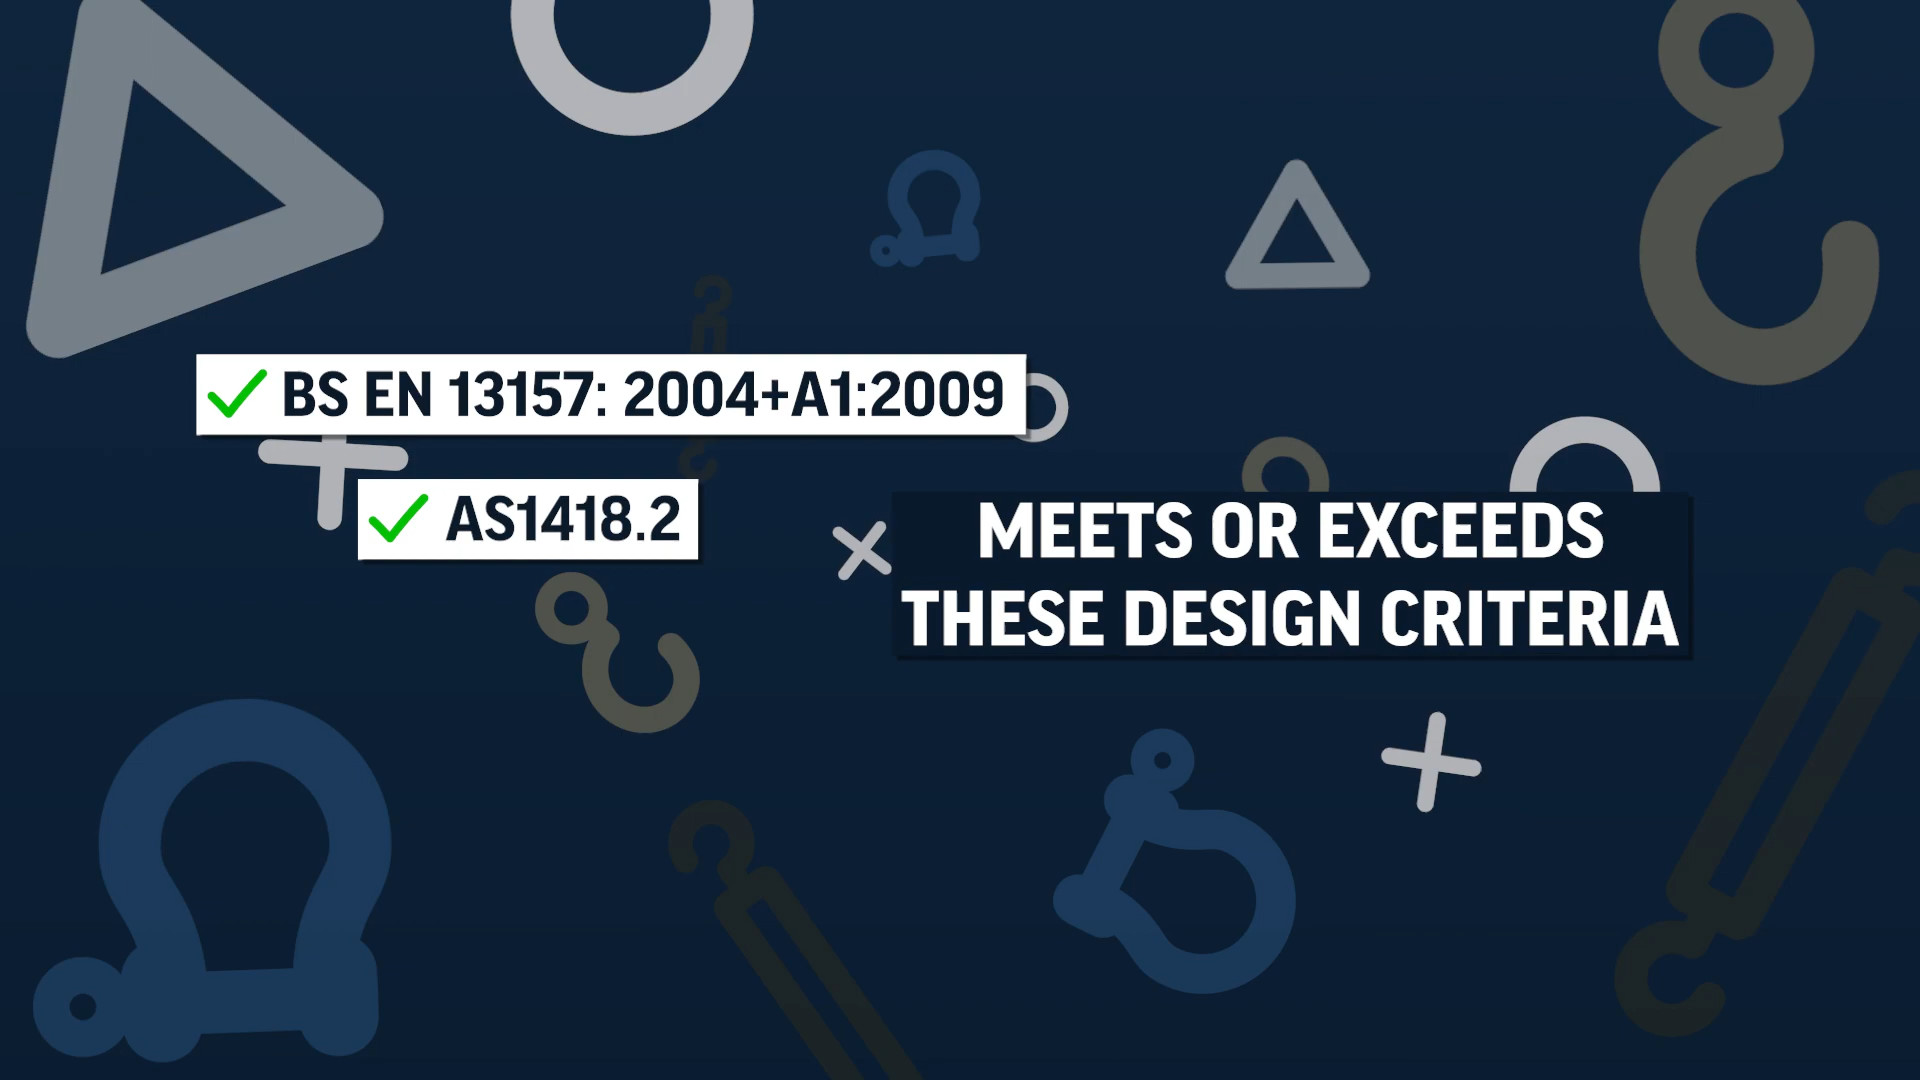 BS EN 13157: 2004+A1:2009
AS1418.2
MEETS OR EXCEEDS
THESE DESIGN CRITERIA